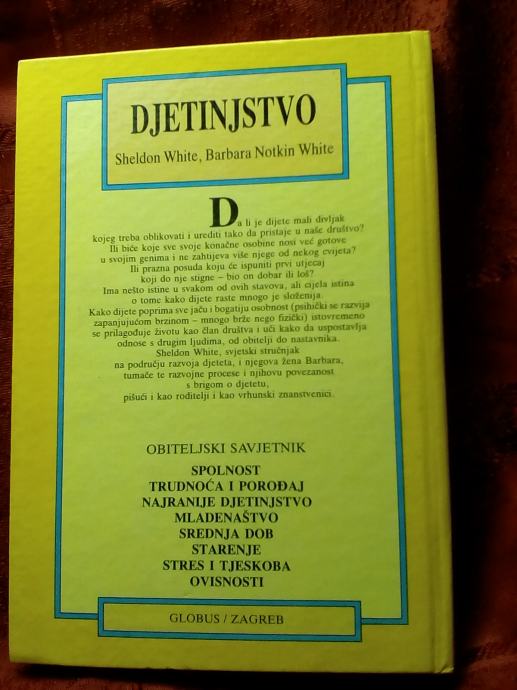 DJETINJSTVO
Sheldon White, Barbara Notkin White
Da li je dijete mali divljak
kojeg treba oblikovati i urediti tako da pristaje u naše društvo?
Ili biće koje sve svoje konačne osobine nosi već gotove
u svojim genima i ne zahtijeva više njege od nekog cvijeta?
Ili prazna posuda koju će ispuniti prvi utjecaj
koji do nje stigne – bio on dobar ili loš?
Ima nešto istine u svakom od ovih stavova, ali cijela istina
o tome kako dijete raste mnogo je složenija.
Kako dijete poprima sve jaču i bogatiju osobnost (psihički se razvija
zapanjujućom brzinom – mnogo brže nego fizički) istovremeno
se prilagođuje životu kao član društva i uči kako da uspostavlja
odnose s drugim ljudima, od obitelji do nastavnika.
Sheldon White, svjetski stručnjak
na području razvoja djeteta, i njegova žena Barbara,
tumače te razvojne procese i njihovu povezanost
s brigom o djetetu,
pišući i kao roditelji i kao vrhunski znanstvenici.
OBITELJSKI SAVJETNIK
SPOLNOST
TRUDNOĆA I POROĐAJ
NAJRANIJE DJETINJSTVO
MLADENAŠTVO
SREDNJA DOB
STARENJE
STRES I TJESKOBA
OVISNOSTI
GLOBUS / ZAGREB